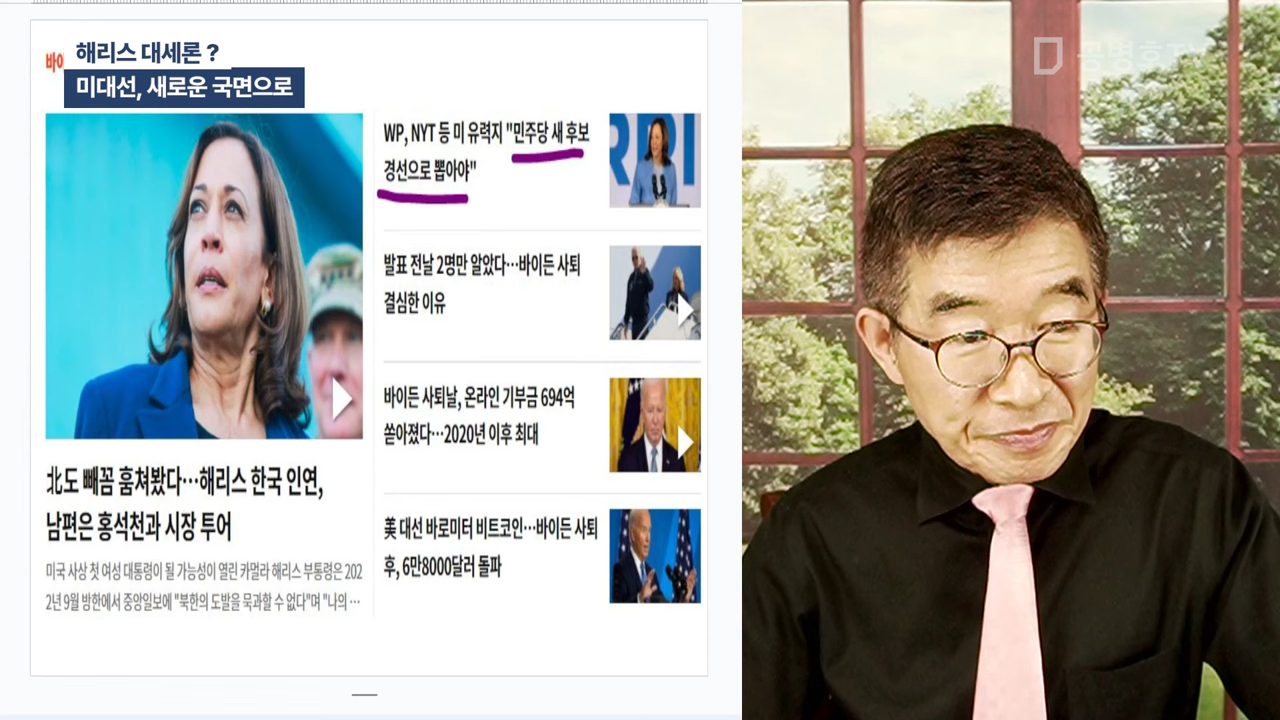 바이
해리스 대세론 ?
미대선, 새로운 국면으로
WP, NYT 등 미 유력지 "민주당 새 후보
경선으로 뽑아야"
발표 전날 2명만 알았다…바이든 사퇴
결심한 이유
바이든 사퇴날, 온라인 기부금 694억
쏟아졌다…2020년 이후 최대
美 대선 바로미터 비트코인…바이든 사퇴
후, 6만8000달러 돌파
北도 빼꼼 훔쳐봤다…해리스 한국 인연,
남편은 홍석천과 시장 투어
미국 사상 첫 여성 대통령이 될 가능성이 열린 카멀라 해리스 부통령은 202
2년 9월 방한에서 중앙일보에 "북한의 도발을 묵과할 수 없다"며 "나의 …
공병호TV